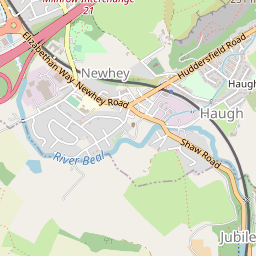 Milnrow Interchange
21
Elizabethan Way
Newhey
Huddersfield Road
Newhey Road
Haugh
Haugh
Shaw Road
River Beal
Jubile